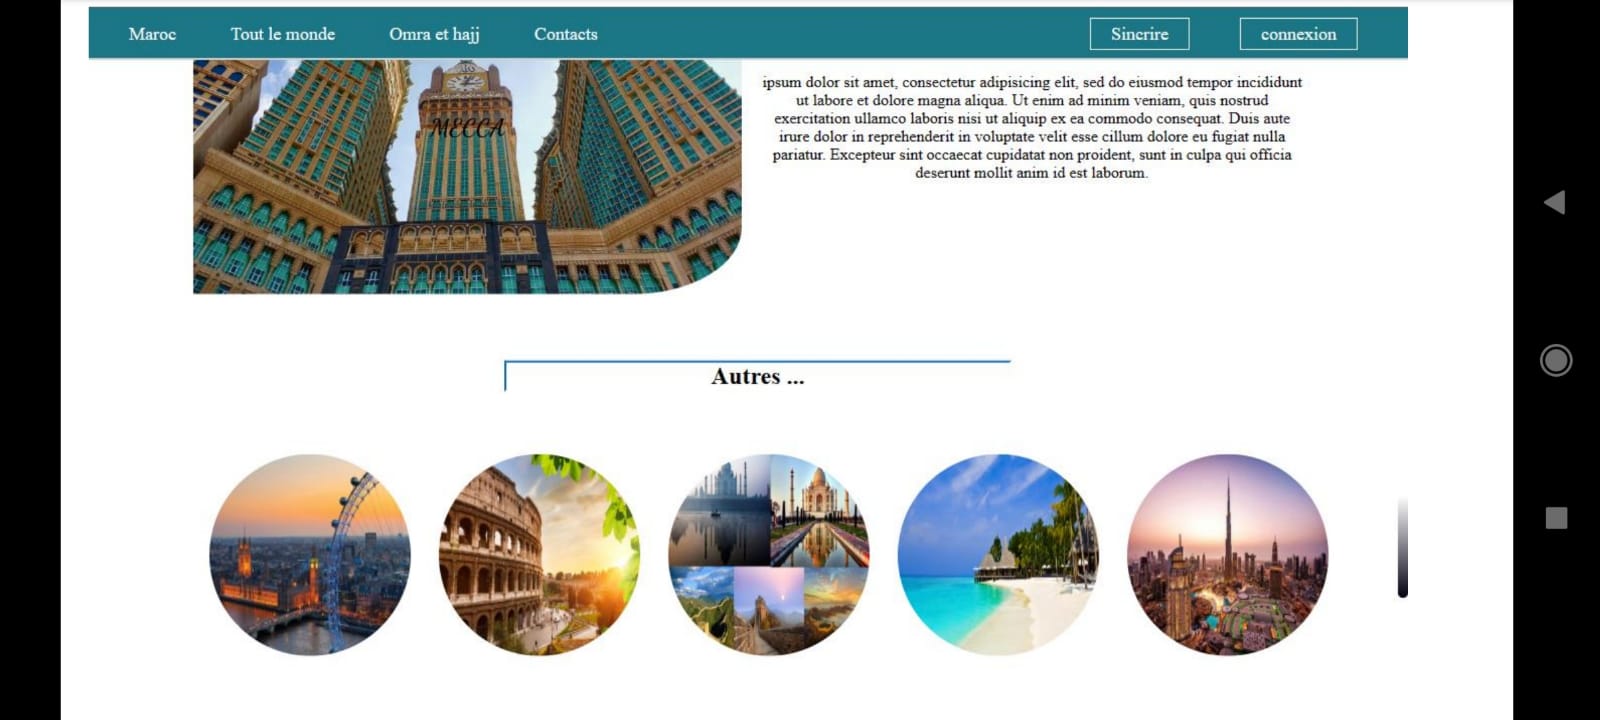 Maroc Tout le monde Omra et hajj Contacts Sincrire connexion
MECCA
ipsum dolor sit amet, consectetur adipisicing elit, sed do eiusmod tempor incididunt
ut labore et dolore magna aliqua. Ut enim ad minim veniam, quis nostrud
exercitation ullamco laboris nisi ut aliquip ex ea commodo consequat. Duis aute
irure dolor in reprehenderit in voluptate velit esse cillum dolore eu fugiat nulla
pariatur. Excepteur sint occaecat cupidatat non proident, sunt in culpa qui officia
deserunt mollit anim id est laborum.
Autres ...